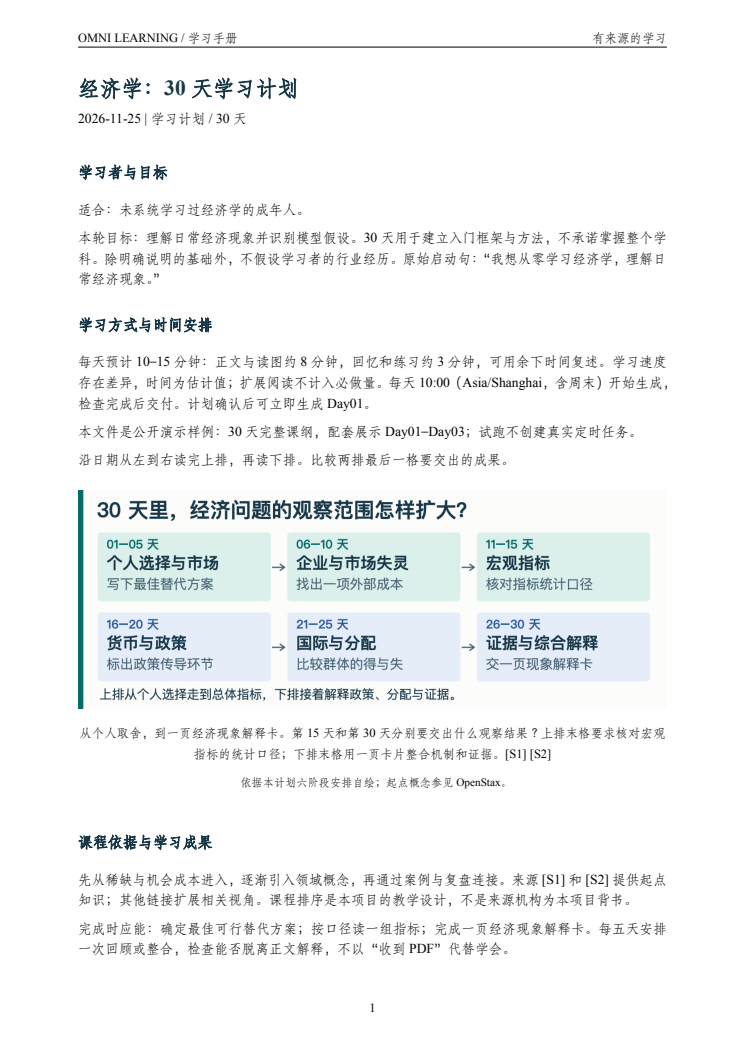 OMNI LEARNING / 学习手册
有来源的学习
经济学：30 天学习计划
2026-11-25 | 学习计划 / 30 天
学习者与目标
适合：未系统学习过经济学的成年人。
本轮目标：理解日常经济现象并识别模型假设。30 天用于建立入门框架与方法，不承诺掌握整个学
科。除明确说明的基础外，不假设学习者的行业经历。原始启动句：“我想从零学习经济学，理解日
常经济现象。”
学习方式与时间安排
每天预计 10–15 分钟：正文与读图约 8 分钟，回忆和练习约 3 分钟，可用余下时间复述。学习速度
存在差异，时间为估计值；扩展阅读不计入必做量。每天 10:00（Asia/Shanghai，含周末）开始生成，
检查完成后交付。计划确认后可立即生成 Day01。
本文件是公开演示样例：30 天完整课纲，配套展示 Day01–Day03；试跑不创建真实定时任务。
沿日期从左到右读完上排，再读下排。比较两排最后一格要交出的成果。
30 天里，经济问题的观察范围怎样扩大？
01—05 天
个人选择与市场
写下最佳替代方案
→
06—10 天
企业与市场失灵
找出一项外部成本
→
11—15 天
宏观指标
核对指标统计口径
16—20 天
货币与政策
标出政策传导环节
→
21—25 天
国际与分配
比较群体的得与失
→
26—30 天
证据与综合解释
交一页现象解释卡
上排从个人选择走到总体指标，下排接着解释政策、分配与证据。
从个人取舍，到一页经济现象解释卡。第 15 天和第 30 天分别要交出什么观察结果？上排末格要求核对宏观
指标的统计口径；下排末格用一页卡片整合机制和证据。[S1] [S2]
依据本计划六阶段安排自绘；起点概念参见 OpenStax。
课程依据与学习成果
先从稀缺与机会成本进入，逐渐引入领域概念，再通过案例与复盘连接。来源 [S1] 和 [S2] 提供起点
知识；其他链接扩展相关视角。课程排序是本项目的教学设计，不是来源机构为本项目背书。
完成时应能：确定最佳可行替代方案；按口径读一组指标；完成一页经济现象解释卡。每五天安排
一次回顾或整合，检查能否脱离正文解释，不以“收到 PDF”代替学会。
1